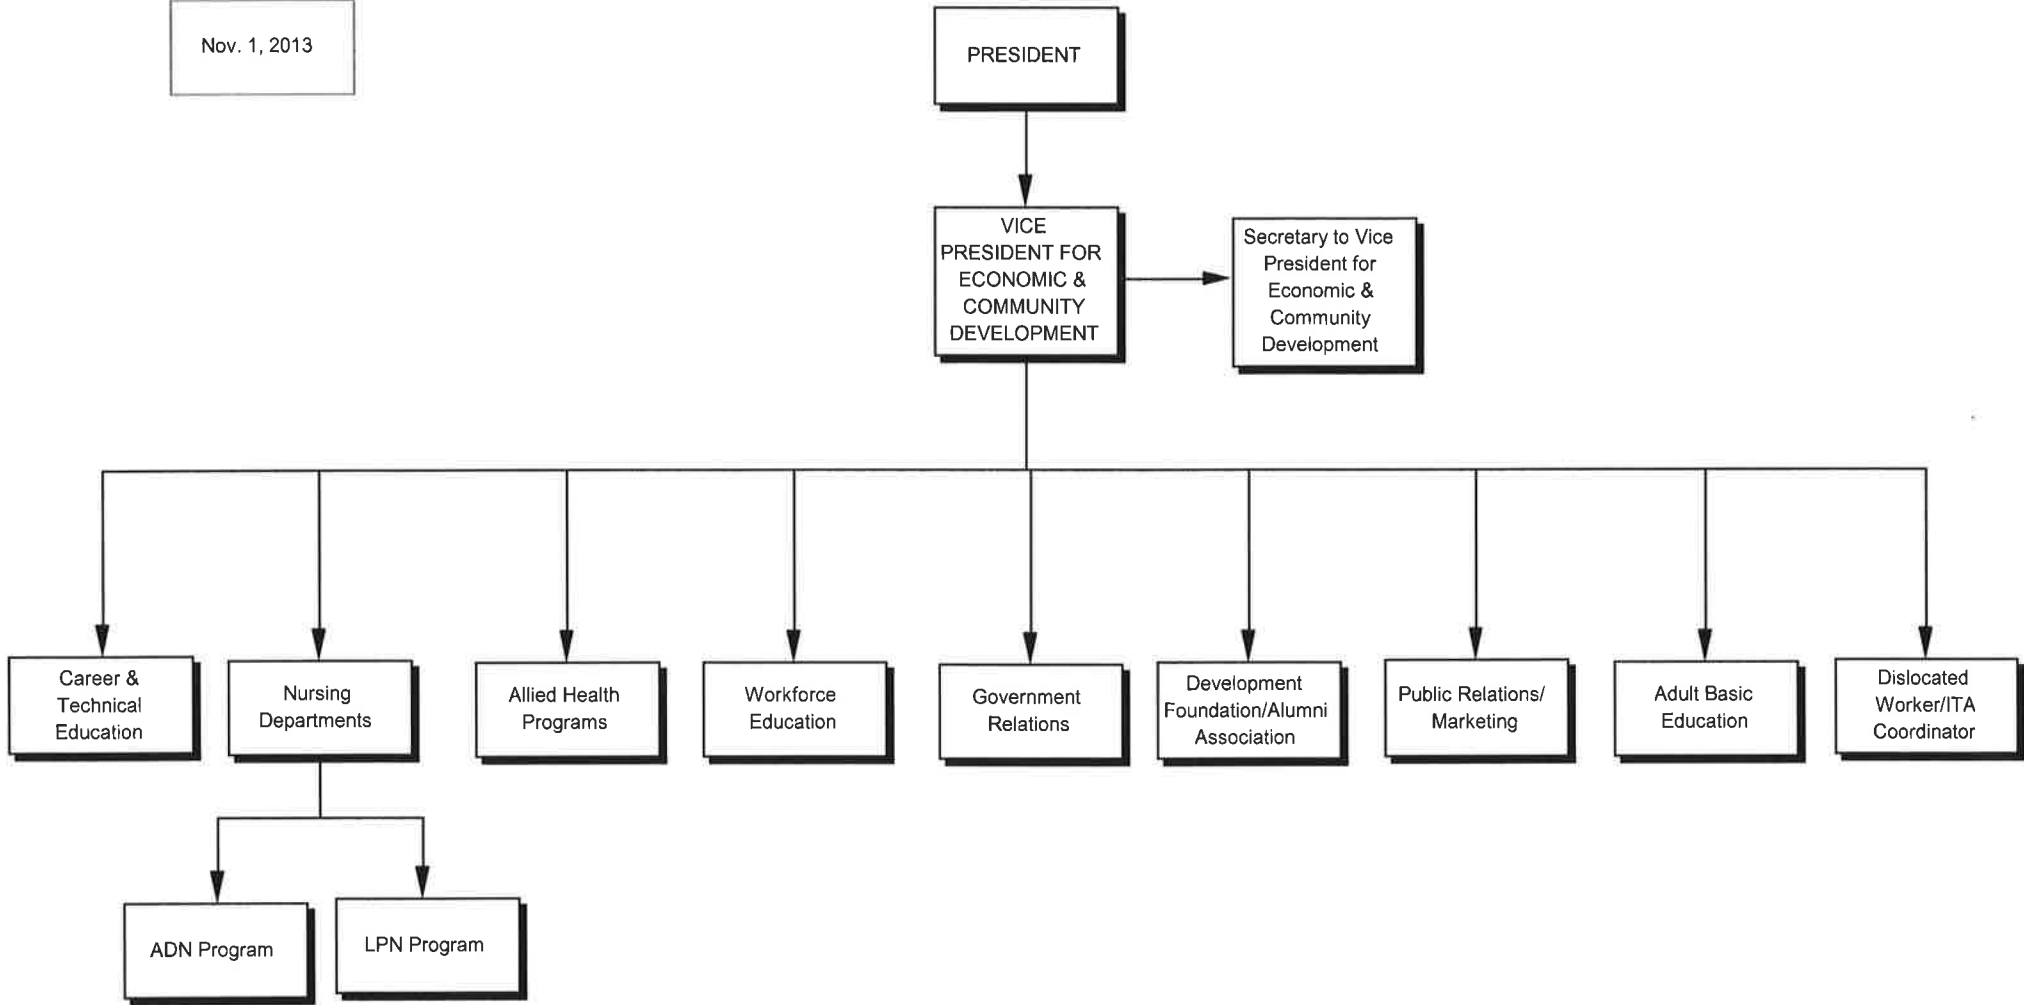 Nov. 1, 2013
PRESIDENT
VICE
PRESIDENT FOR
ECONOMIC &
COMMUNITY
DEVELOPMENT
Secretary to Vice
President for
Economic &
Community
Development
Career &
Technical
Education
Nursing
Departments
Allied Health
Programs
Workforce
Education
Government
Relations
Development
Foundation/Alumni
Association
Public Relations/
Marketing
Adult Basic
Education
Dislocated
Worker/ITA
Coordinator
ADN Program
LPN Program